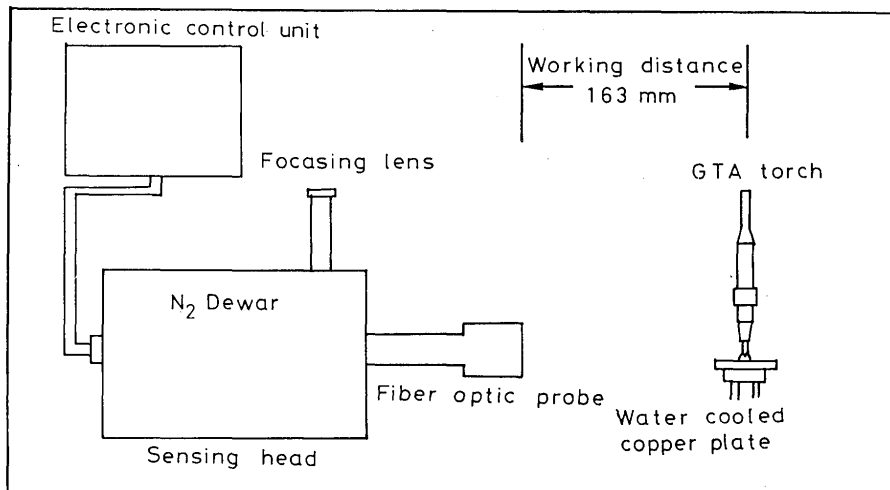 Electronic control unit
Working distance
163 mm
Focasing lens
GTA torch
N₂ Dewar
Fiber optic probe
Water cooled
copper plate
Sensing head